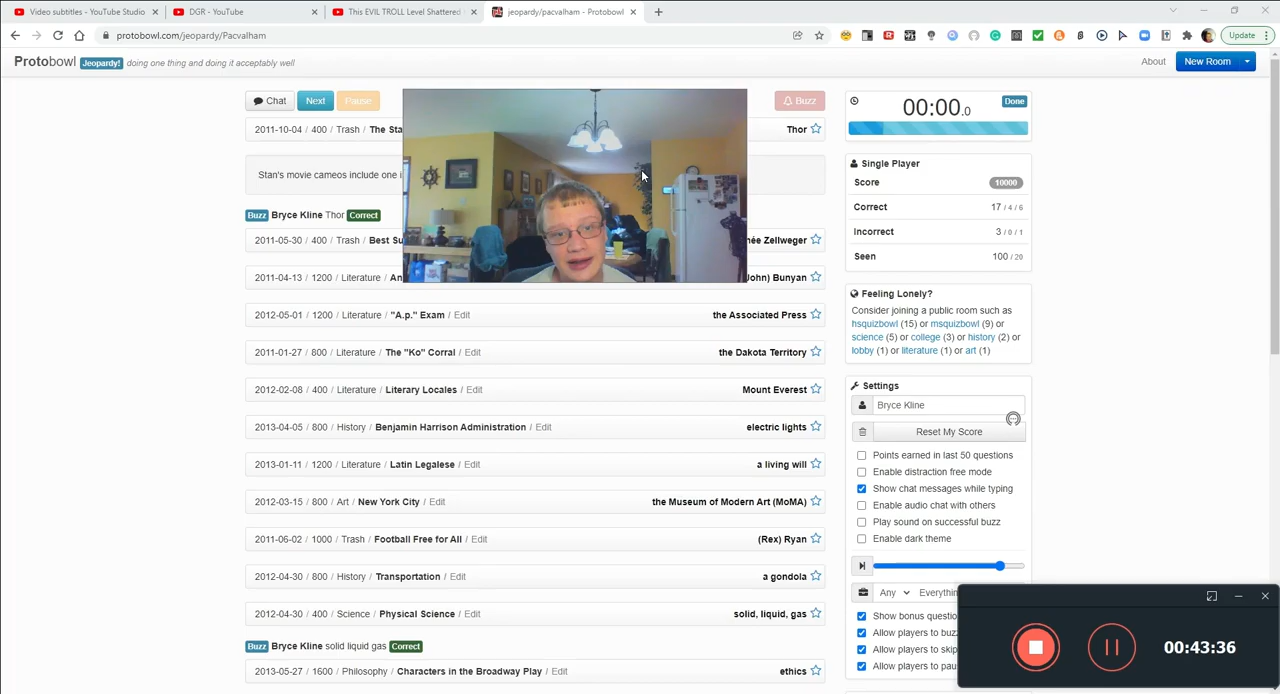 Video subtitles - YouTube Studio
DGR - YouTube
This EVIL TROLL Level Shattered
jeopardy/pacvalham - Protobowl
protobowl.com/jeopardy/Pacvalham
Update
Protobowl Jeopardy! doing one thing and doing it acceptably well
About
New Room
Chat Next Pause Buzz
2011-10-04 / 400 / Trash / The Sta Thor
Stan's movie cameos include one i
Buzz Bryce Kline Thor Correct
2011-05-30 / 400 / Trash / Best Su née Zellweger
2011-04-13 / 1200 / Literature / An (John) Bunyan
2012-05-01 / 1200 / Literature / "A.p." Exam / Edit the Associated Press
2011-01-27 / 800 / Literature / The "Ko" Corral / Edit the Dakota Territory
2012-02-08 / 400 / Literature / Literary Locales / Edit Mount Everest
2013-04-05 / 800 / History / Benjamin Harrison Administration / Edit electric lights
2013-01-11 / 1200 / Literature / Latin Legalese / Edit a living will
2012-03-15 / 800 / Art / New York City / Edit the Museum of Modern Art (MoMA)
2011-06-02 / 1000 / Trash / Football Free for All / Edit (Rex) Ryan
2012-04-30 / 800 / History / Transportation / Edit a gondola
2012-04-30 / 400 / Science / Physical Science / Edit solid, liquid, gas
Buzz Bryce Kline solid liquid gas Correct
2013-05-27 / 1600 / Philosophy / Characters in the Broadway Play / Edit ethics
00:00.0 Done
Single Player
Score 10000
Correct 17 / 4 / 6
Incorrect 3 / 0 / 1
Seen 100 / 20
Feeling Lonely?
Consider joining a public room such as
hsquizbowl (15) or msquizbowl (9) or
science (5) or college (3) or history (2) or
lobby (1) or literature (1) or art (1)
Settings
Bryce Kline
Reset My Score
Points earned in last 50 questions
Enable distraction free mode
Show chat messages while typing
Enable audio chat with others
Play sound on successful buzz
Enable dark theme
Any Everythin
Show bonus questio
Allow players to buz
Allow players to skip
Allow players to pau
00:43:36